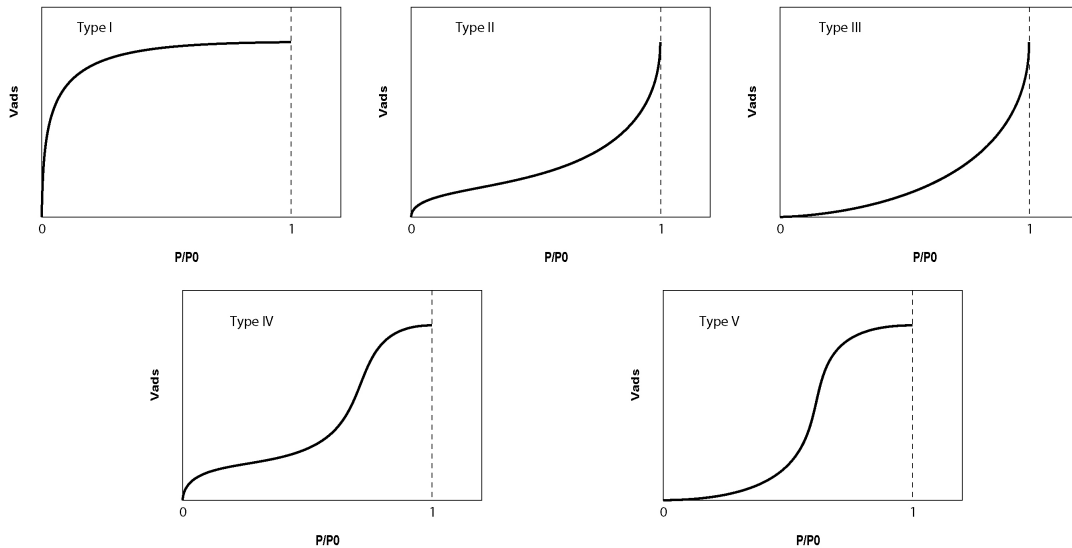 Type I
Vads
0
1
P/P0
Type II
Vads
0
1
P/P0
Type III
Vads
0
1
P/P0
Type IV
Vads
0
1
P/P0
Type V
Vads
0
1
P/P0